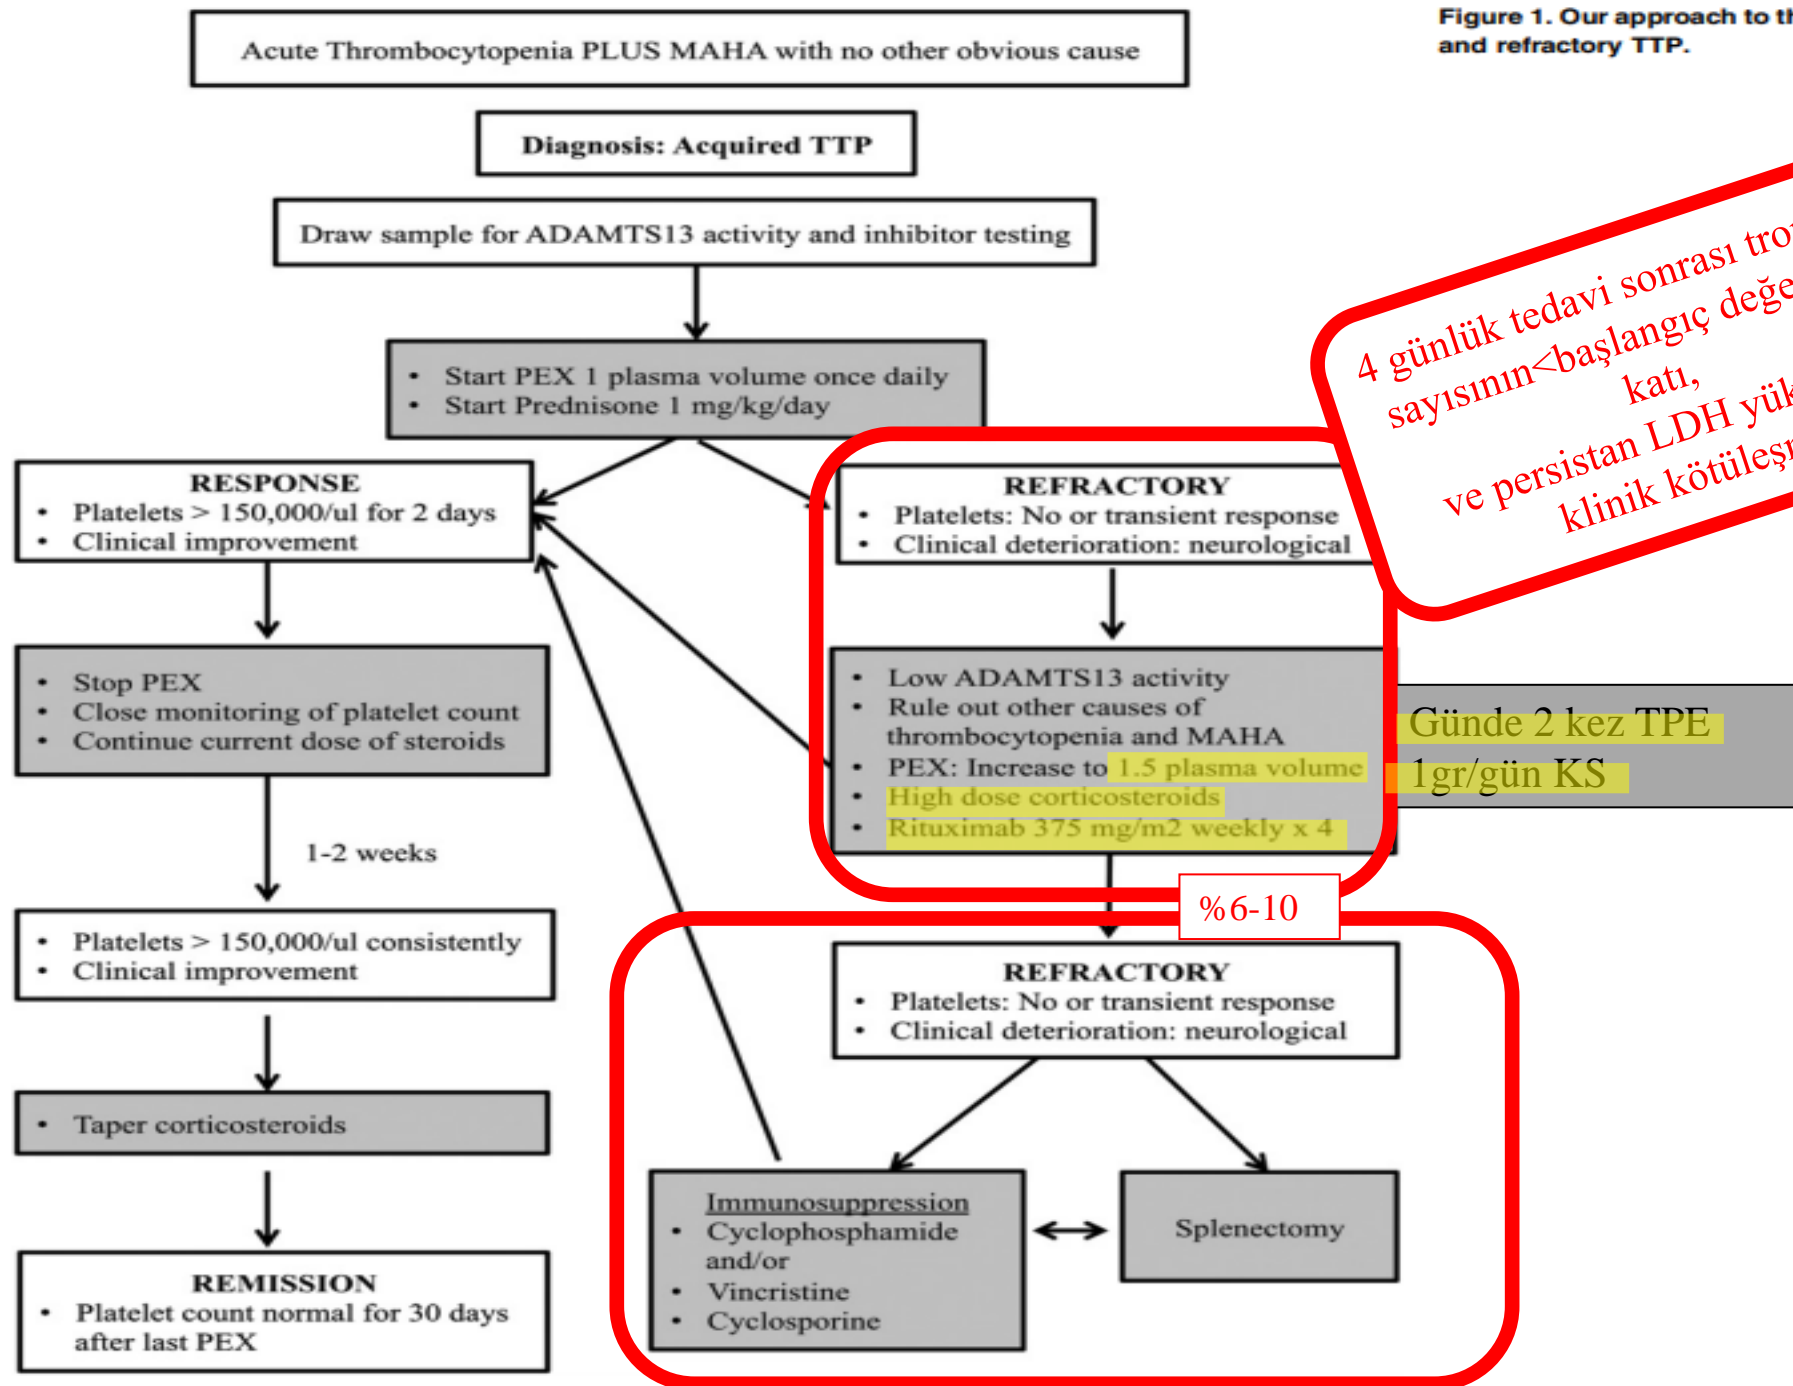 Figure 1. Our approach to th
and refractory TTP.
Acute Thrombocytopenia PLUS MAHA with no other obvious cause
Diagnosis: Acquired TTP
Draw sample for ADAMTS13 activity and inhibitor testing
• Start PEX 1 plasma volume once daily
• Start Prednisone 1 mg/kg/day
4 günlük tedavi sonrası
sayısının<başlangıç
katı,
ve persistan LDH
klinik
RESPONSE
• Platelets > 150,000/ul for 2 days
• Clinical improvement
REFRACTORY
• Platelets: No or transient response
• Clinical deterioration: neurological
• Stop PEX
• Close monitoring of platelet count
• Continue current dose of steroids
• Low ADAMTS13 activity
• Rule out other causes of
thrombocytopenia and MAHA
• PEX: Increase to 1.5 plasma volume
• High dose corticosteroids
• Rituximab 375 mg/m2 weekly x 4
Günde 2 kez TPE
1gr/gün KS
1-2 weeks
%6-10
• Platelets > 150,000/ul consistently
• Clinical improvement
REFRACTORY
• Platelets: No or transient response
• Clinical deterioration: neurological
• Taper corticosteroids
Immunosuppression
• Cyclophosphamide
and/or
• Vincristine
• Cyclosporine
Splenectomy
REMISSION
• Platelet count normal for 30 days
after last PEX